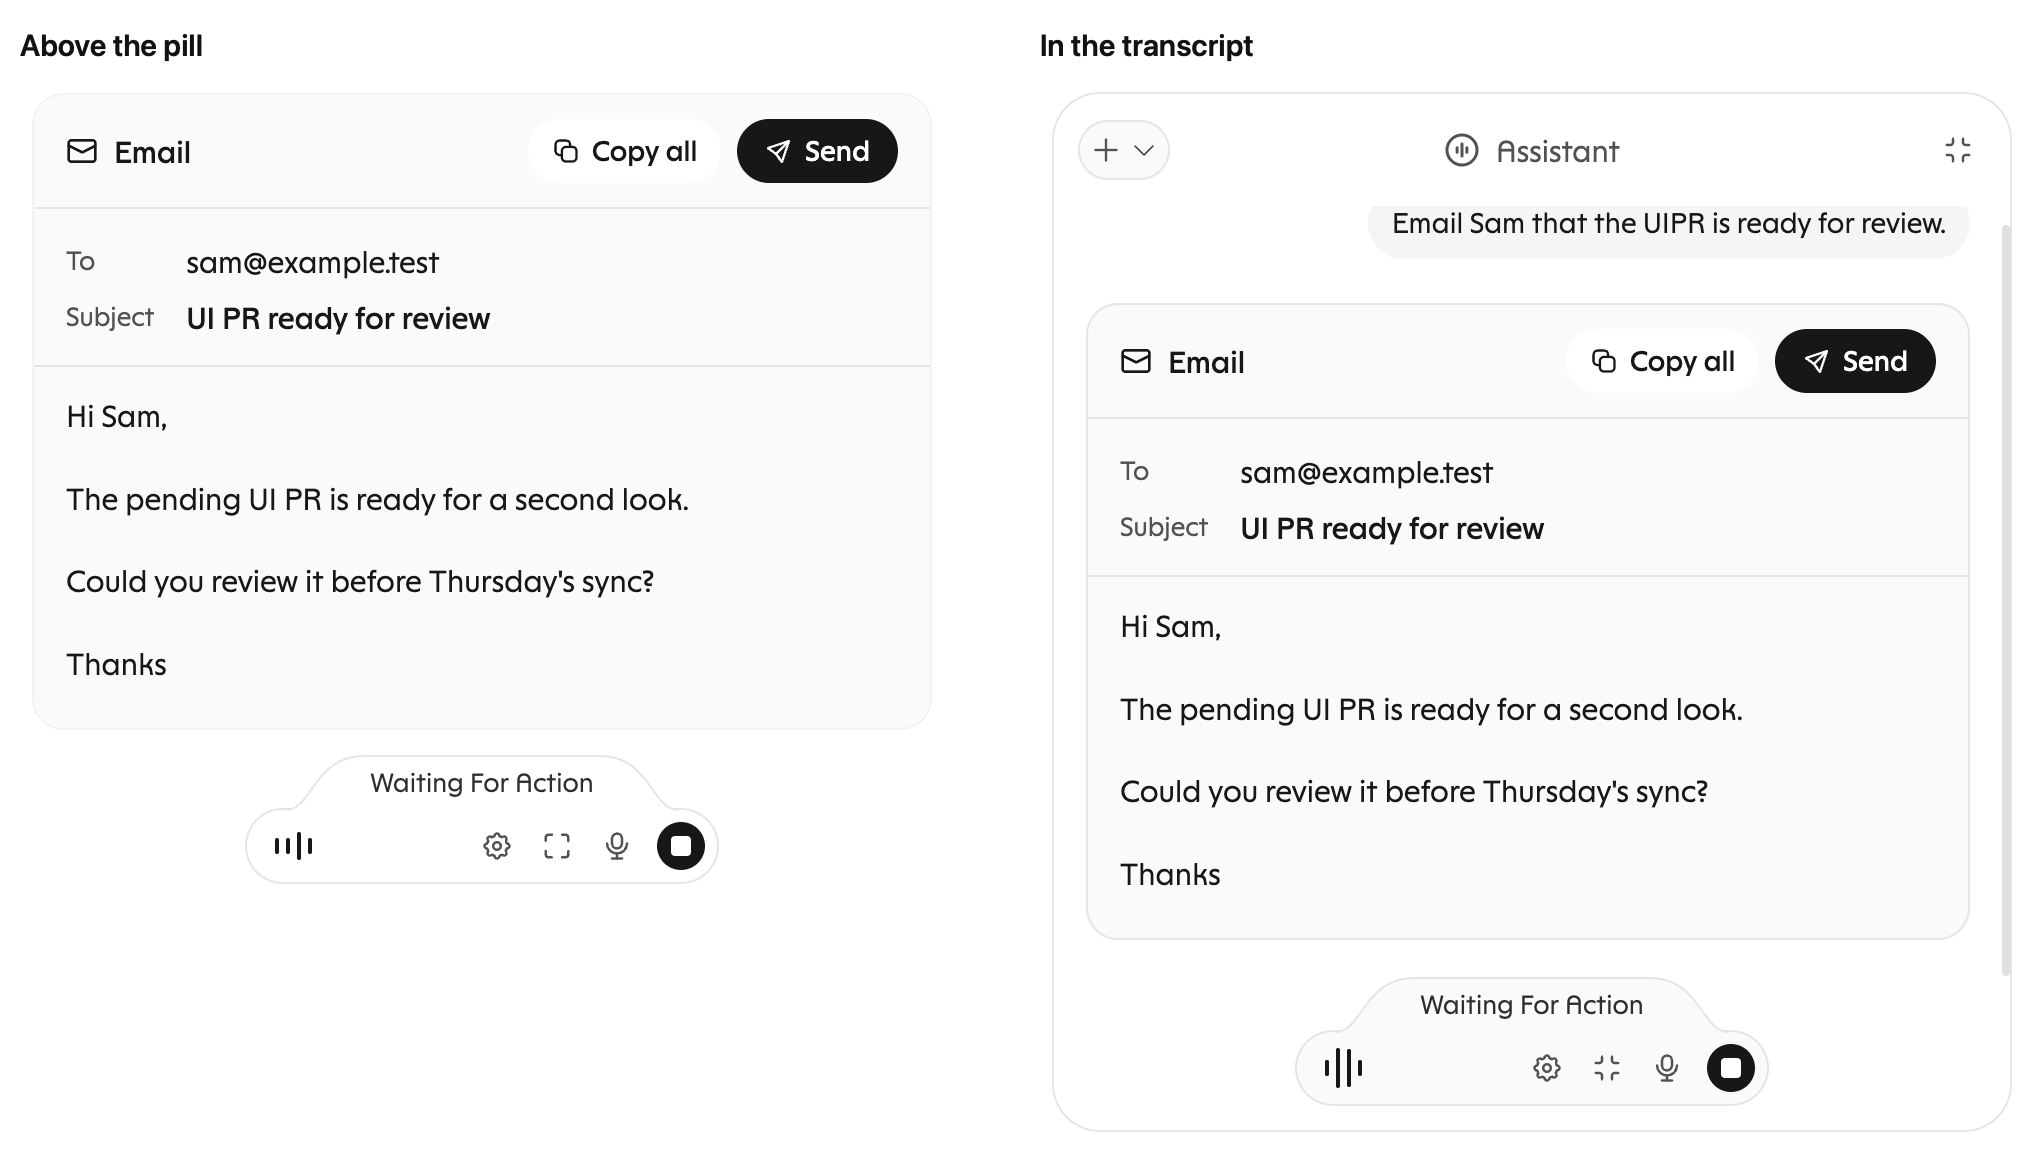 Above the pill
Email
Copy all
Send
To
sam@example.test
Subject
UI PR ready for review
Hi Sam,
The pending UI PR is ready for a second look.
Could you review it before Thursday's sync?
Thanks
Waiting For Action
In the transcript
Assistant
Email Sam that the UIPR is ready for review.
Email
Copy all
Send
To
sam@example.test
Subject
UI PR ready for review
Hi Sam,
The pending UI PR is ready for a second look.
Could you review it before Thursday's sync?
Thanks
Waiting For Action